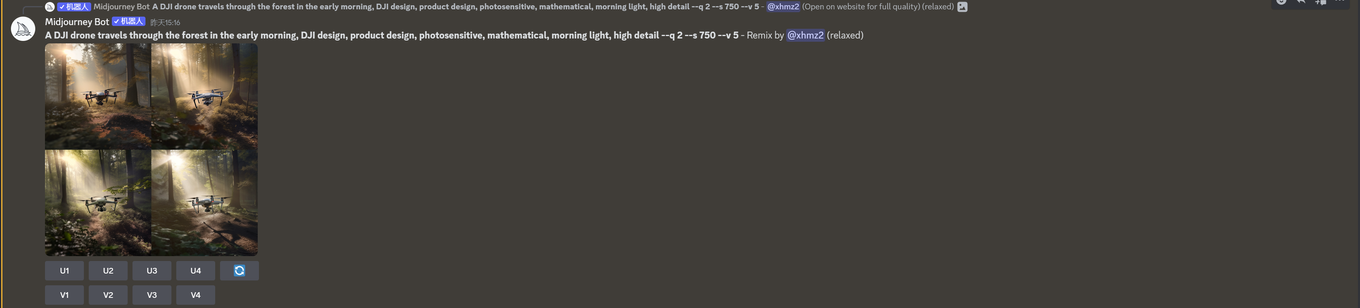 ✓机器人 Midjourney Bot A DJI drone travels through the forest in the early morning, DJI design, product design, photosensitive, mathematical, morning light, high detail --q 2 --s 750 --v 5 - @xhmz2 (Open on website for full quality) (relaxed)
Midjourney Bot ✓机器人 昨天15:16
A DJI drone travels through the forest in the early morning, DJI design, product design, photosensitive, mathematical, morning light, high detail --q 2 --s 750 --v 5 - Remix by @xhmz2 (relaxed)
U1 U2 U3 U4
V1 V2 V3 V4